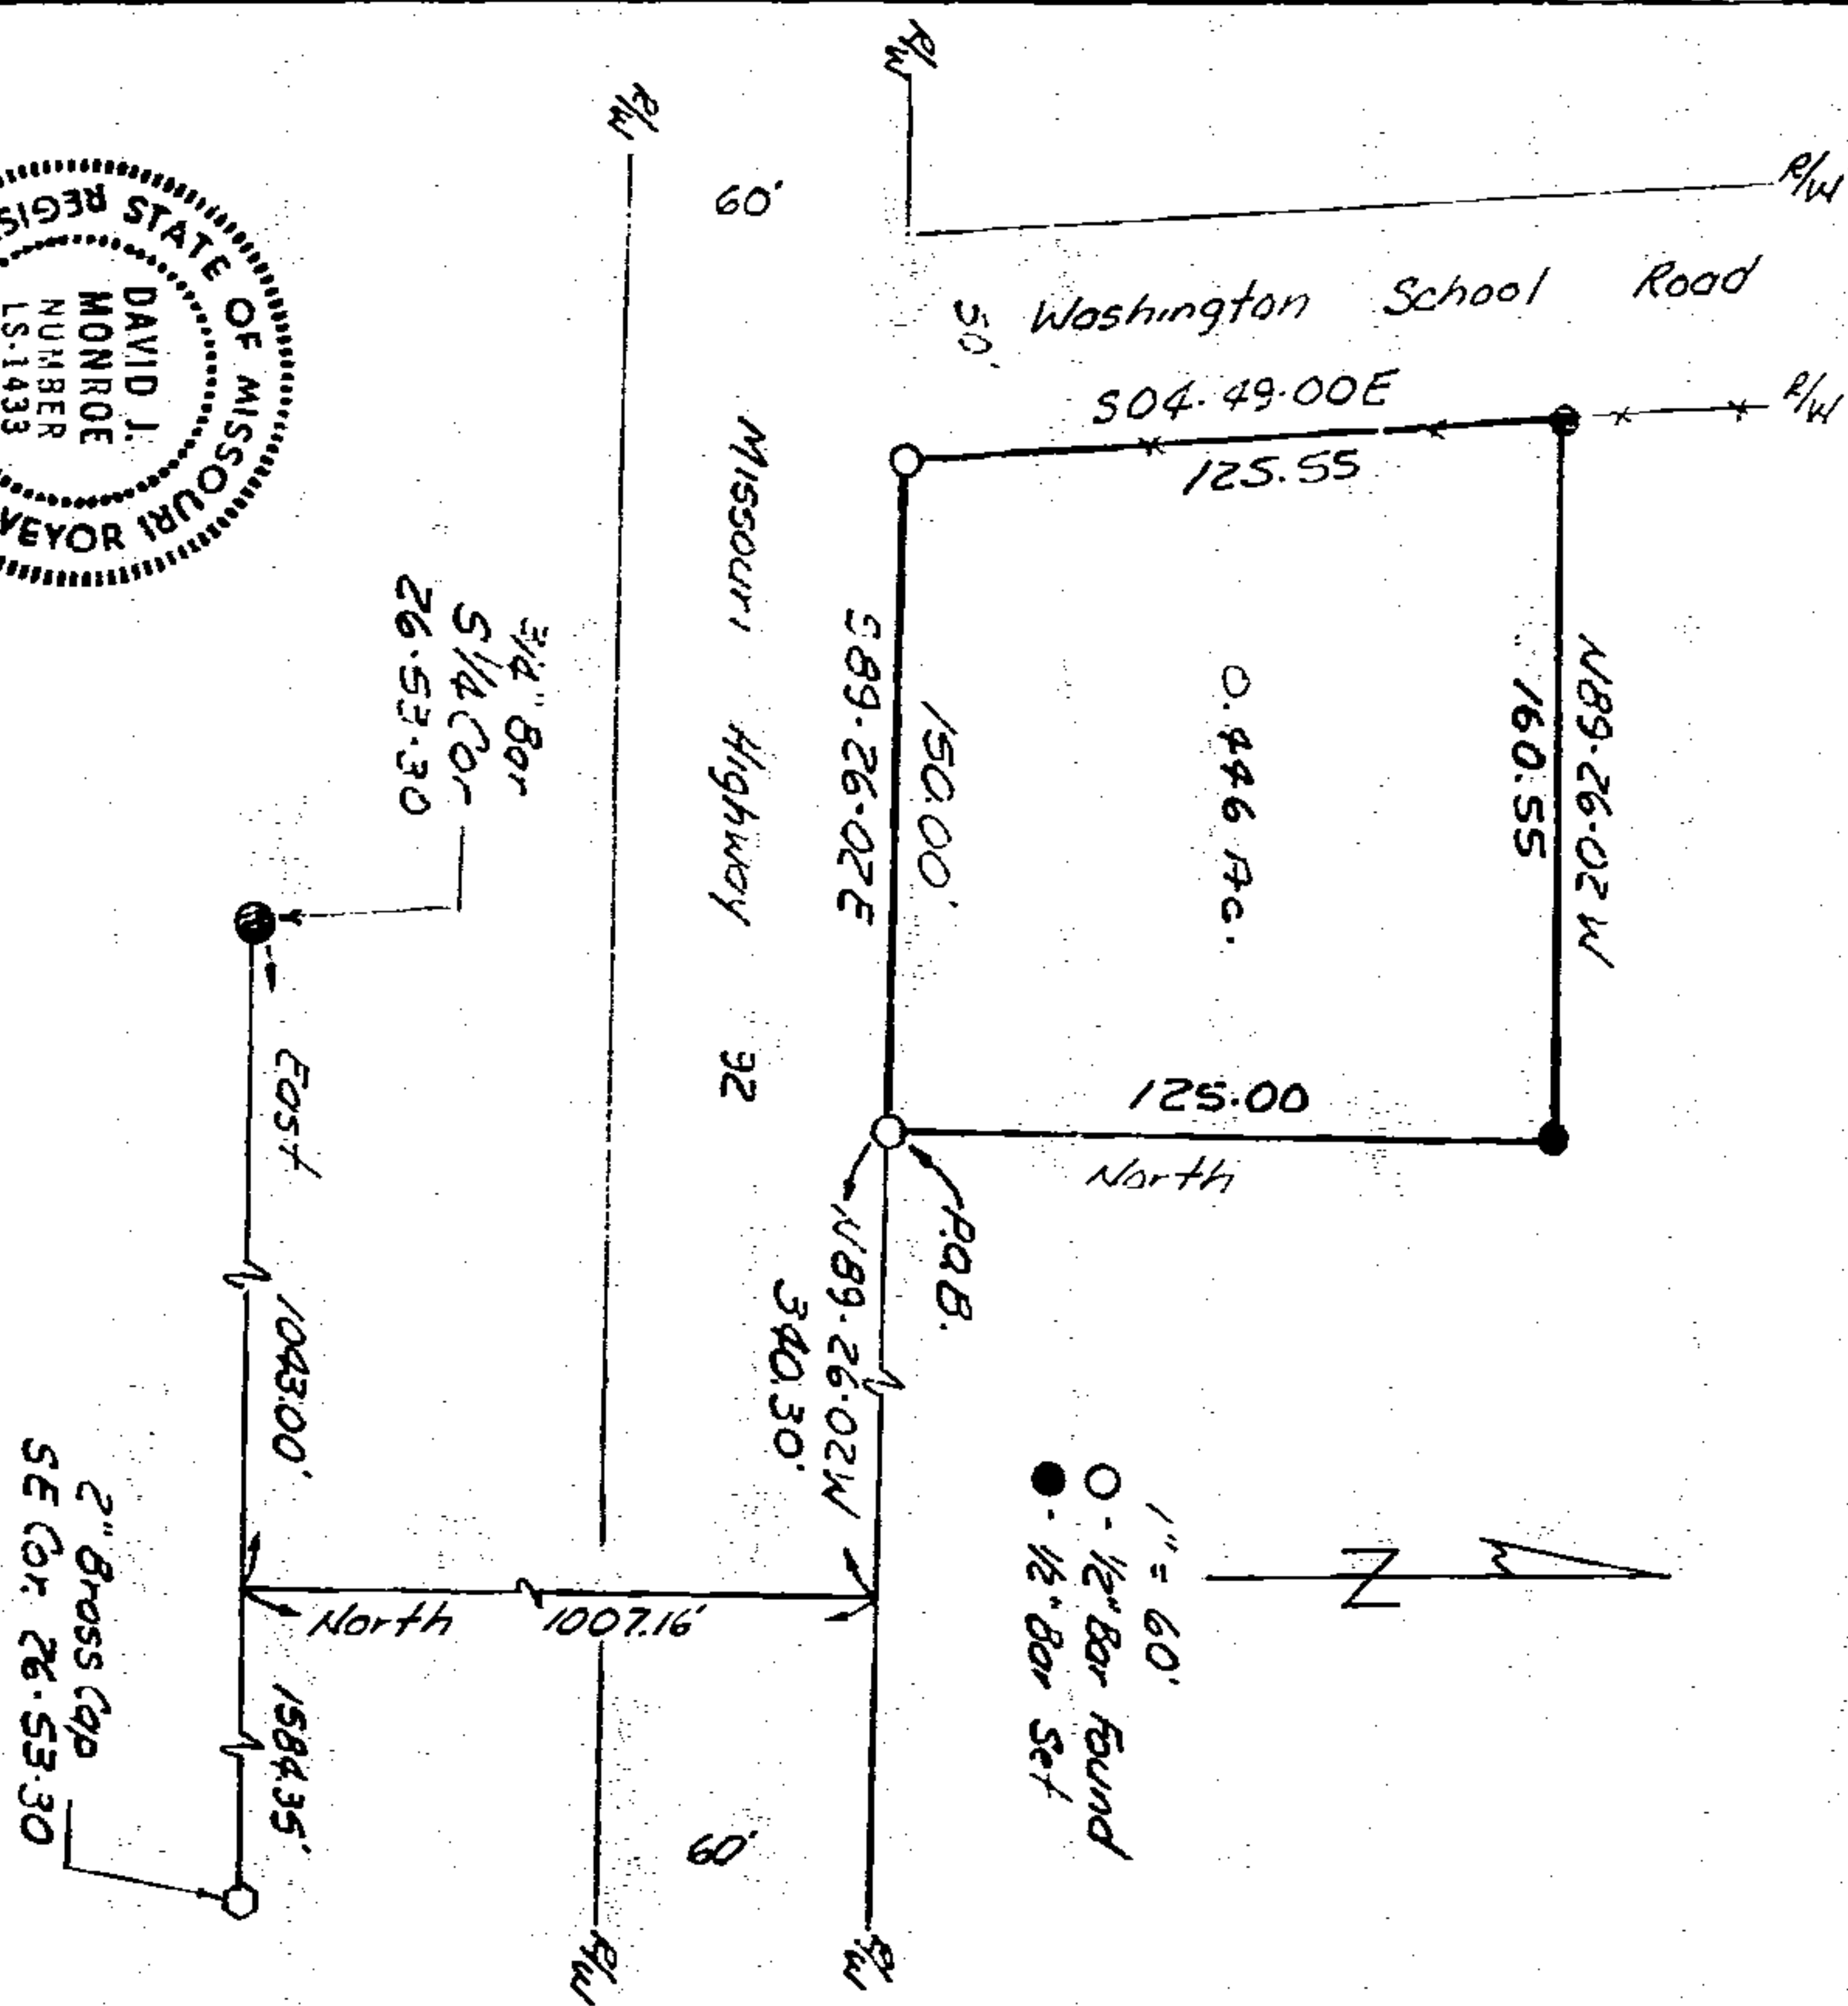 R/W
R/W
60'
R/W
50'
Washington School Road
S04·49·00E
125.55
R/W
Missouri Highway 92
S89·26·02E
150.00'
0.446 Ac.
N89·26·02W
160.55
125.00
North
P.O.B.
N89·26·02W
340.30'
3/4" Bar
S 1/4 Cor
26·53·30
East 1043.00'
North 1007.16'
1584.35'
2" Brass Cap
SE Cor. 26·53·30
60'
R/W
R/W
1" = 60'
○ - 1/2" Bar Found
● - 1/2" Bar Set
N
STATE OF MISSOURI
DAVID J.
MONROE
NUMBER
LS-1433